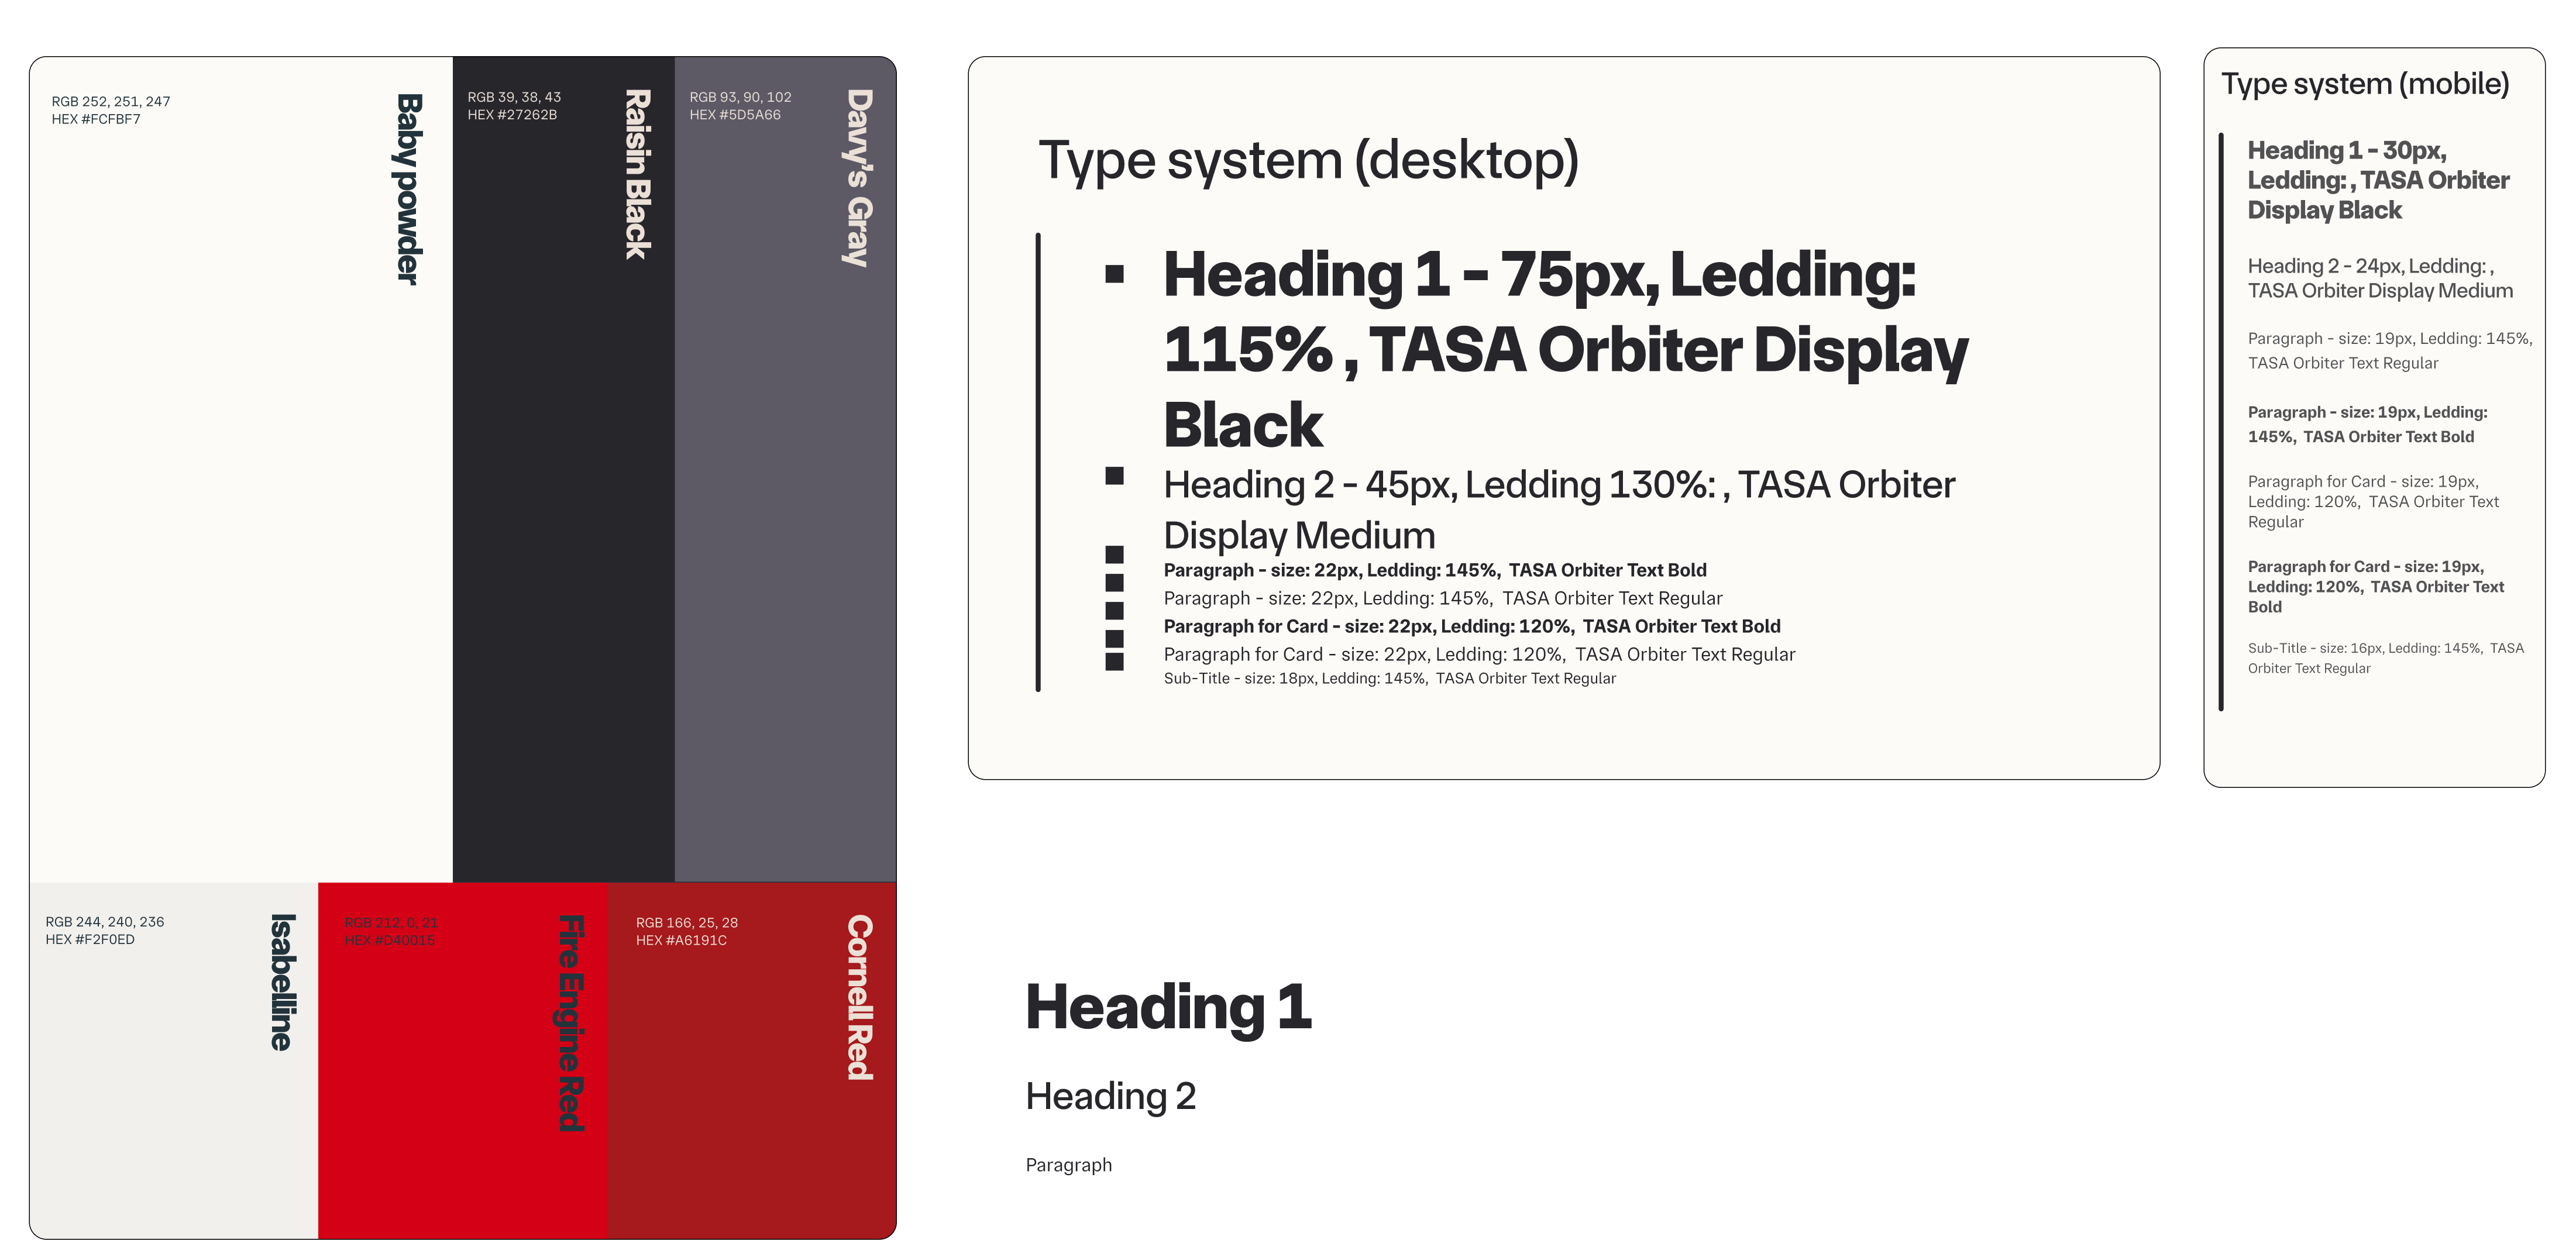 RGB 252, 251, 247
HEX #FCFBF7
Baby powder
RGB 39, 38, 43
HEX #27262B
Raisin Black
RGB 93, 90, 102
HEX #5D5A66
Davy's Gray
RGB 244, 240, 236
HEX #F2F0ED
Isabelline
RGB 212, 0, 21
HEX #D40015
Fire Engine Red
RGB 166, 25, 28
HEX #A6191C
Cornell Red
Type system (desktop)
Heading 1 - 75px, Ledding:
115% , TASA Orbiter Display
Black
Heading 2 - 45px, Ledding 130%: , TASA Orbiter
Display Medium
Paragraph - size: 22px, Ledding: 145%, TASA Orbiter Text Bold
Paragraph - size: 22px, Ledding: 145%, TASA Orbiter Text Regular
Paragraph for Card - size: 22px, Ledding: 120%, TASA Orbiter Text Bold
Paragraph for Card - size: 22px, Ledding: 120%, TASA Orbiter Text Regular
Sub-Title - size: 18px, Ledding: 145%, TASA Orbiter Text Regular
Heading 1
Heading 2
Paragraph
Type system (mobile)
Heading 1 - 30px,
Ledding: , TASA Orbiter
Display Black
Heading 2 - 24px, Ledding: ,
TASA Orbiter Display Medium
Paragraph - size: 19px, Ledding: 145%,
TASA Orbiter Text Regular
Paragraph - size: 19px, Ledding:
145%, TASA Orbiter Text Bold
Paragraph for Card - size: 19px,
Ledding: 120%, TASA Orbiter Text
Regular
Paragraph for Card - size: 19px,
Ledding: 120%, TASA Orbiter Text
Bold
Sub-Title - size: 16px, Ledding: 145%, TASA
Orbiter Text Regular